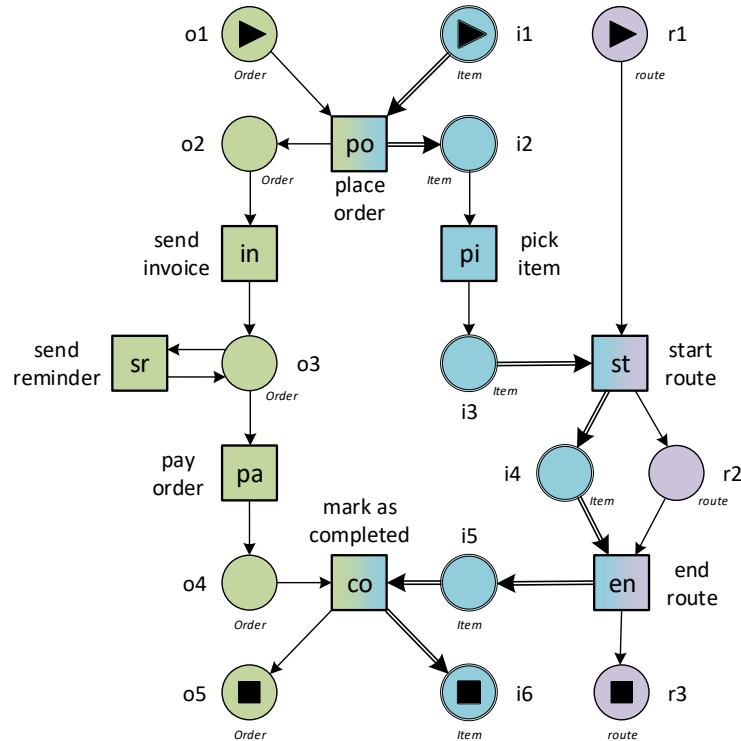 o1
Order
i1
Item
r1
route
o2
Order
po
place
order
i2
Item
send
invoice
in
pi
pick
item
send
reminder
sr
o3
Order
i3
Item
st
start
route
pay
order
pa
i4
Item
r2
route
mark as
completed
o4
Order
co
i5
Item
en
end
route
o5
Order
i6
Item
r3
route